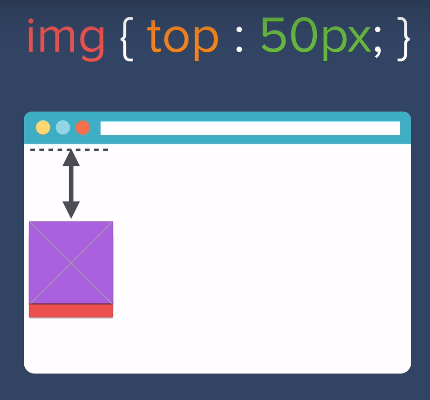 img { top : 50px; }